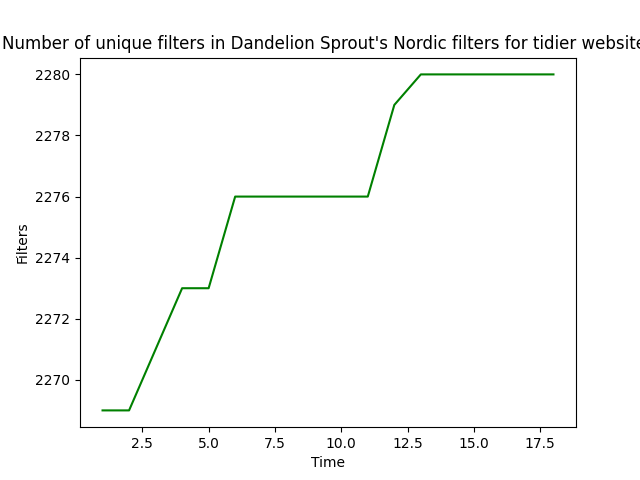 Number of unique filters in Dandelion Sprout's Nordic filters for tidier website
2280
2278
2276
2274
2272
2270
Filters
2.5 5.0 7.5 10.0 12.5 15.0 17.5
Time